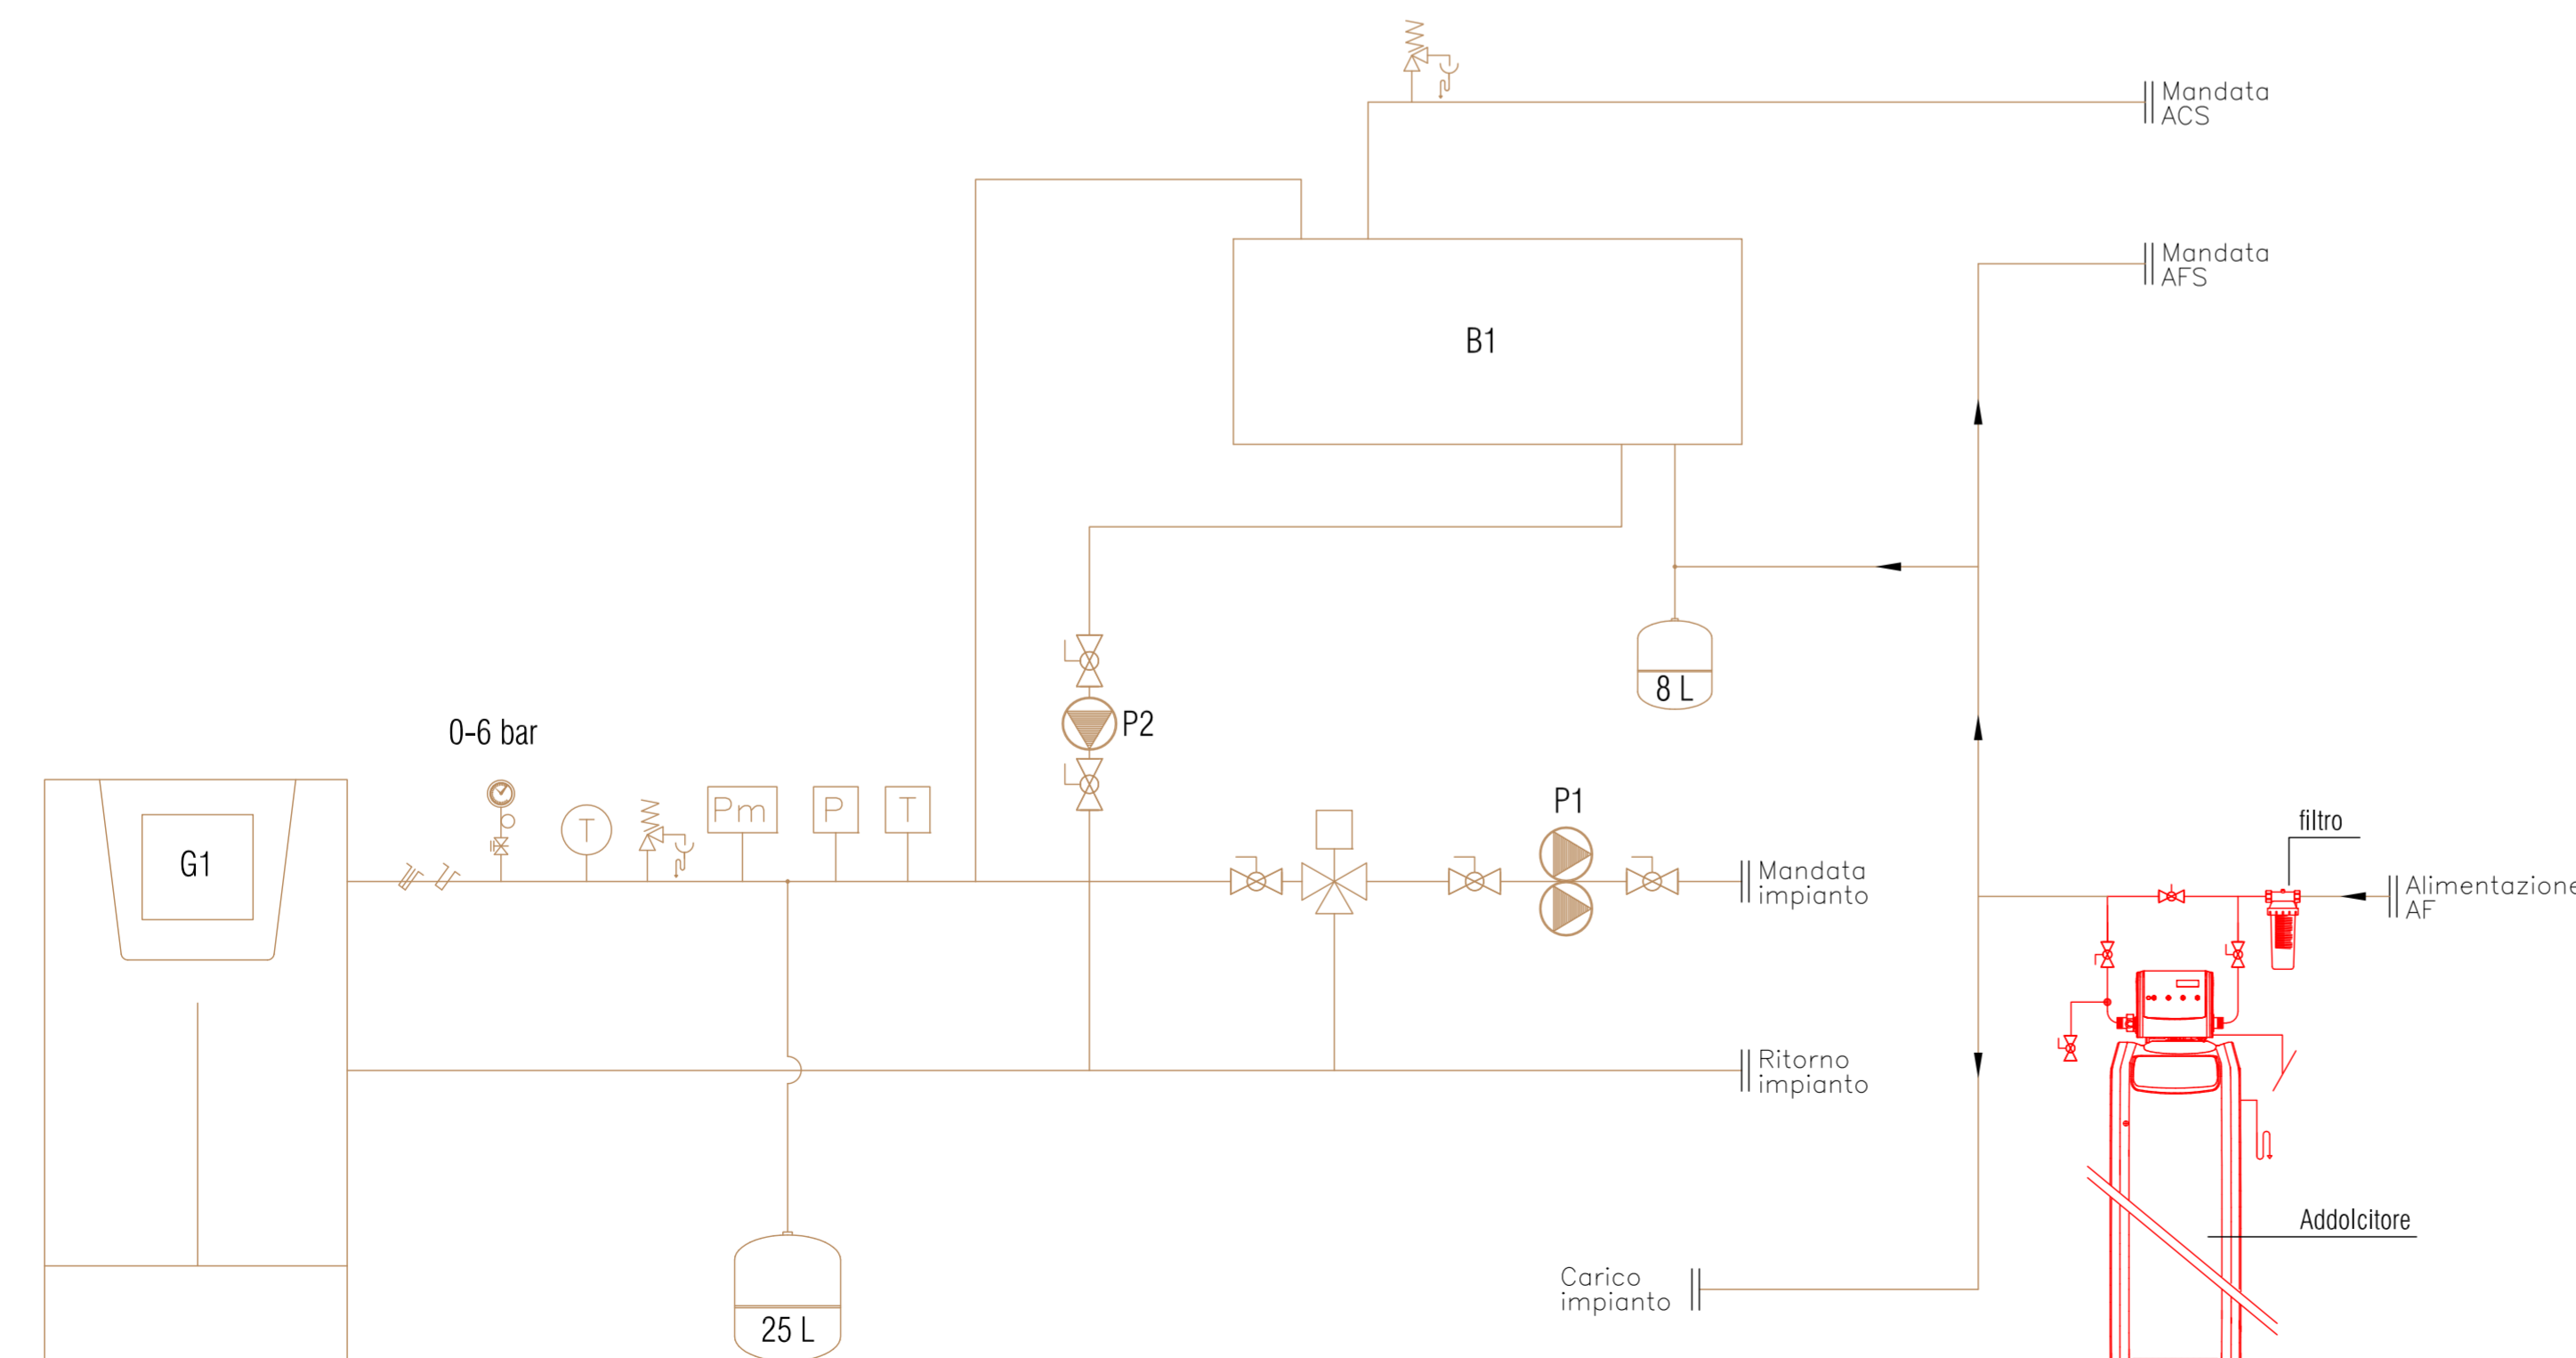 Mandata
ACS
Mandata
AFS
B1
8 L
P2
0-6 bar
P1
Pm
P
T
T
G1
filtro
Mandata
impianto
Alimentazione
AF
Ritorno
impianto
Addolcitore
Carico
impianto
25 L